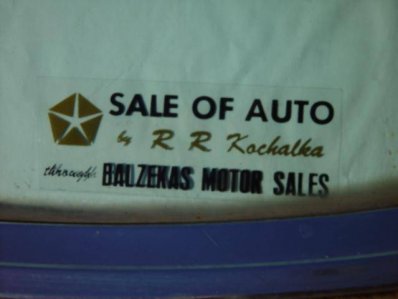 SALE OF AUTO
by R R Kochalka
through BALZEKAS MOTOR SALES